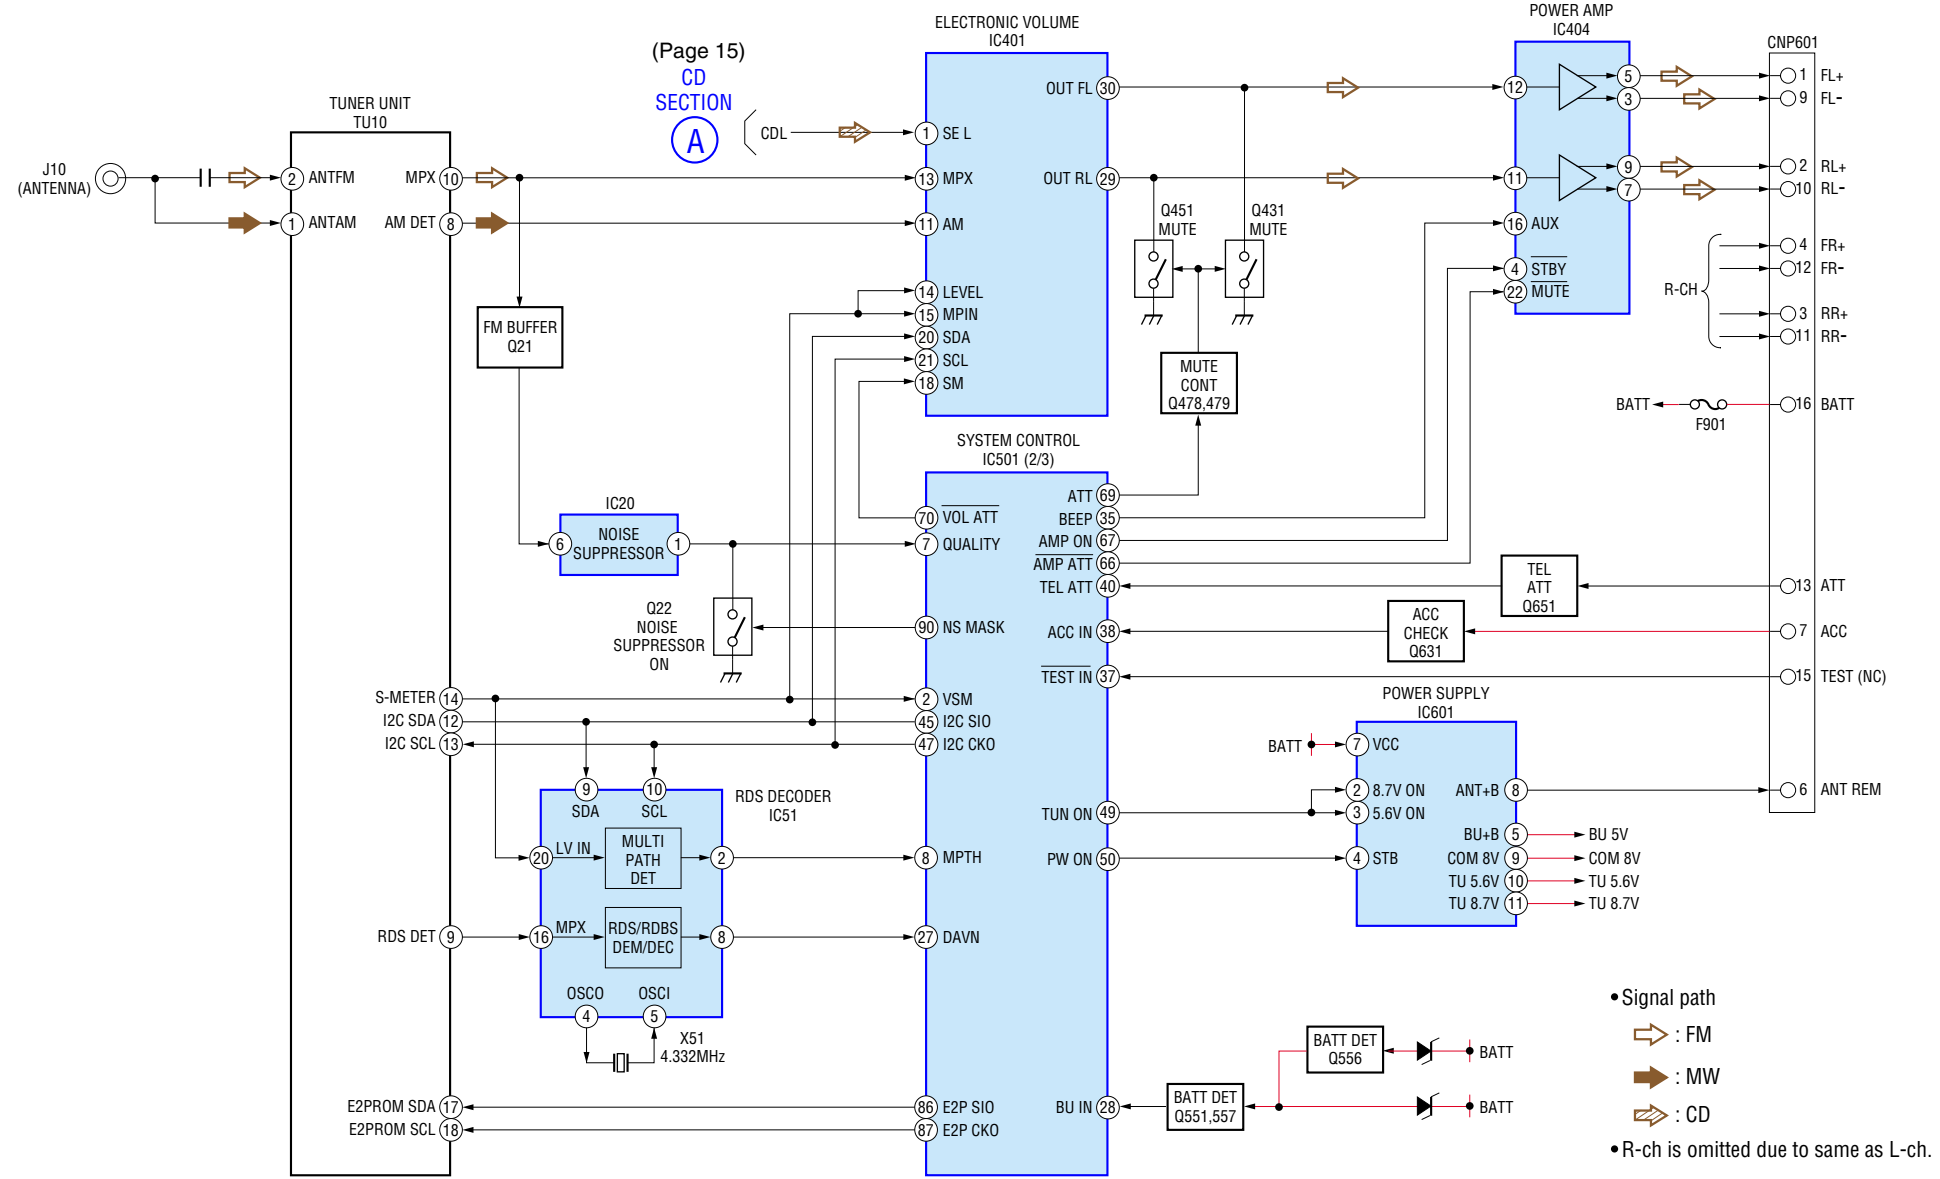 (Page 15)
CD
SECTION
A
CDL
J10
(ANTENNA)
TUNER UNIT
TU10
2 ANTFM
1 ANTAM
MPX 10
AM DET 8
S-METER 14
I2C SDA 12
I2C SCL 13
RDS DET 9
E2PROM SDA 17
E2PROM SCL 18
FM BUFFER
Q21
IC20
6
NOISE
SUPPRESSOR
1
Q22
NOISE
SUPPRESSOR
ON
RDS DECODER
IC51
9
SDA
10
SCL
20 LV IN
MULTI
PATH
DET
2
16 MPX
RDS/RDBS
DEM/DEC
8
OSCO
4
OSCI
5
X51
4.332MHz
ELECTRONIC VOLUME
IC401
1 SE L
13 MPX
11 AM
14 LEVEL
15 MPIN
20 SDA
21 SCL
18 SM
OUT FL 30
OUT RL 29
SYSTEM CONTROL
IC501 (2/3)
70 VOL ATT
7 QUALITY
90 NS MASK
2 VSM
45 I2C SIO
47 I2C CKO
8 MPTH
27 DAVN
86 E2P SIO
87 E2P CKO
ATT 69
BEEP 35
AMP ON 67
AMP ATT 66
TEL ATT 40
ACC IN 38
TEST IN 37
TUN ON 49
PW ON 50
BU IN 28
Q451
MUTE
Q431
MUTE
MUTE
CONT
Q478,479
POWER AMP
IC404
12
11
16 AUX
4 STBY
22 MUTE
5
3
9
7
CNP601
1 FL+
9 FL-
2 RL+
10 RL-
R-CH
4 FR+
12 FR-
3 RR+
11 RR-
BATT
F901
16 BATT
TEL
ATT
Q651
13 ATT
ACC
CHECK
Q631
7 ACC
15 TEST (NC)
6 ANT REM
POWER SUPPLY
IC601
BATT
7 VCC
2 8.7V ON
3 5.6V ON
4 STB
ANT+B 8
BU+B 5 BU 5V
COM 8V 9 COM 8V
TU 5.6V 10 TU 5.6V
TU 8.7V 11 TU 8.7V
BATT DET
Q556
BATT
BATT DET
Q551,557
BATT
• Signal path
: FM
: MW
: CD
• R-ch is omitted due to same as L-ch.